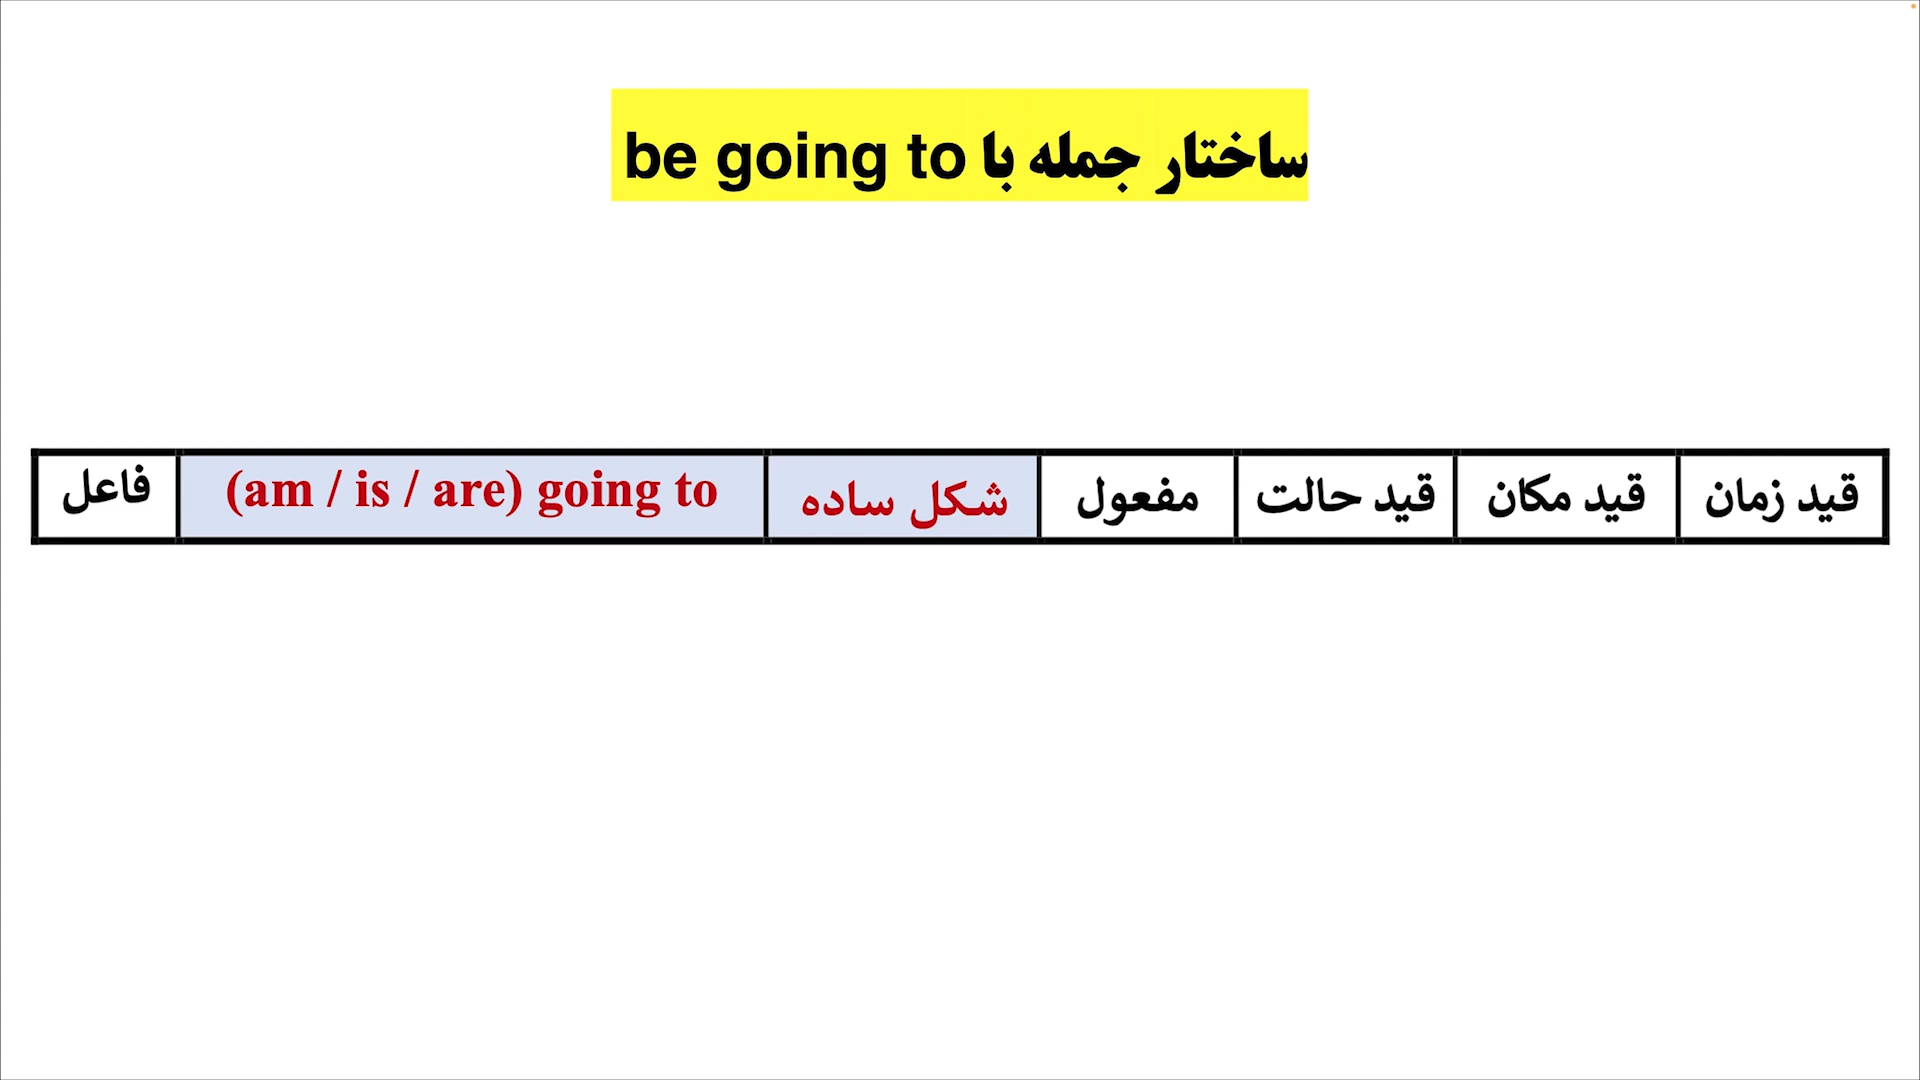 ساختار جمله با be going to
فاعل (am / is / are) going to شکل ساده مفعول قید حالت قید مکان قید زمان